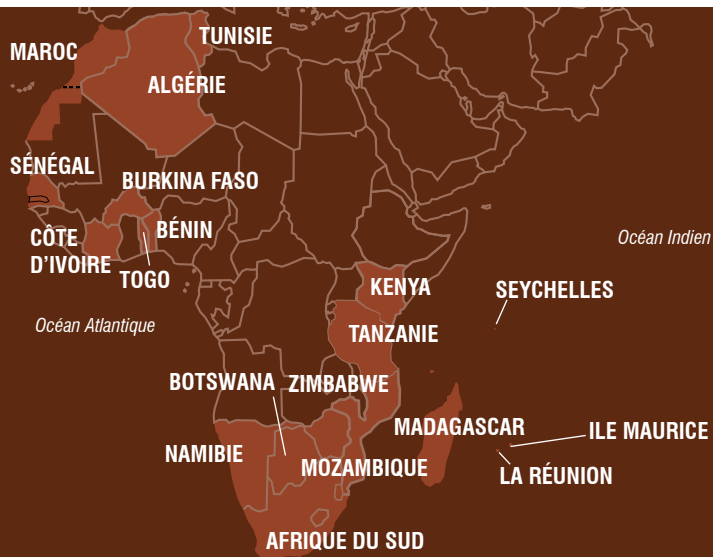 TUNISIE
MAROC
ALGÉRIE
SÉNÉGAL
BURKINA FASO
BÉNIN
CÔTE
D'IVOIRE
TOGO
Océan Indien
KENYA
SEYCHELLES
Océan Atlantique
TANZANIE
BOTSWANA
ZIMBABWE
MADAGASCAR
ILE MAURICE
NAMIBIE
MOZAMBIQUE
LA RÉUNION
AFRIQUE DU SUD